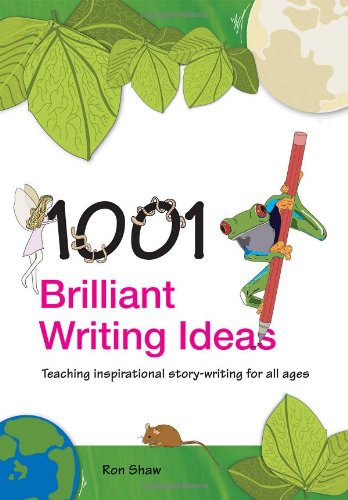 1001
Brilliant
Writing Ideas
Teaching inspirational story-writing for all ages
Ron Shaw